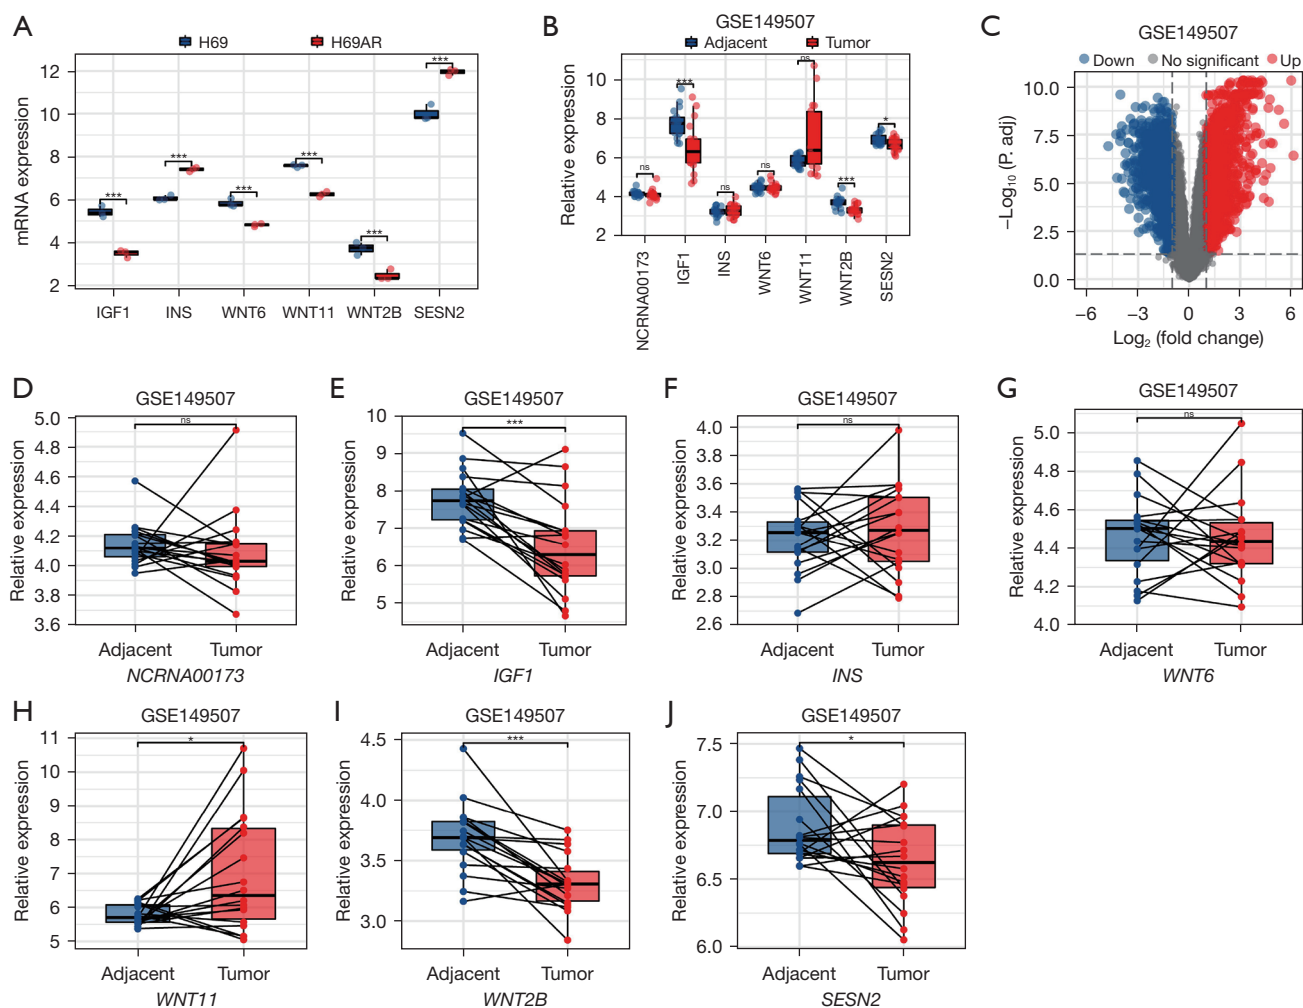 A
H69
H69AR
mRNA expression
12
10
8
6
4
2
***
***
***
***
***
***
IGF1
INS
WNT6
WNT11
WNT2B
SESN2
B
GSE149507
Adjacent
Tumor
Relative expression
10
8
6
4
2
ns
***
ns
ns
ns
***
*
NCRNA00173
IGF1
INS
WNT6
WNT11
WNT2B
SESN2
C
GSE149507
Down
No significant
Up
−Log10 (P. adj)
10.0
7.5
5.0
2.5
0.0
−6
−3
0
3
6
Log2 (fold change)
D
GSE149507
Relative expression
5.0
4.8
4.6
4.4
4.2
4.0
3.8
3.6
ns
Adjacent
Tumor
NCRNA00173
E
GSE149507
Relative expression
10
9
8
7
6
5
***
Adjacent
Tumor
IGF1
F
GSE149507
Relative expression
4.0
3.8
3.6
3.4
3.2
3.0
2.8
2.6
ns
Adjacent
Tumor
INS
G
GSE149507
Relative expression
5.0
4.8
4.6
4.4
4.2
4.0
ns
Adjacent
Tumor
WNT6
H
GSE149507
Relative expression
11
10
9
8
7
6
5
*
Adjacent
Tumor
WNT11
I
GSE149507
Relative expression
4.5
4.0
3.5
3.0
***
Adjacent
Tumor
WNT2B
J
GSE149507
Relative expression
7.5
7.0
6.5
6.0
*
Adjacent
Tumor
SESN2